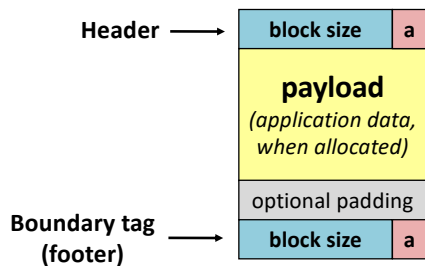 Header
block size
a
payload
(application data,
when allocated)
optional padding
Boundary tag
(footer)
block size
a